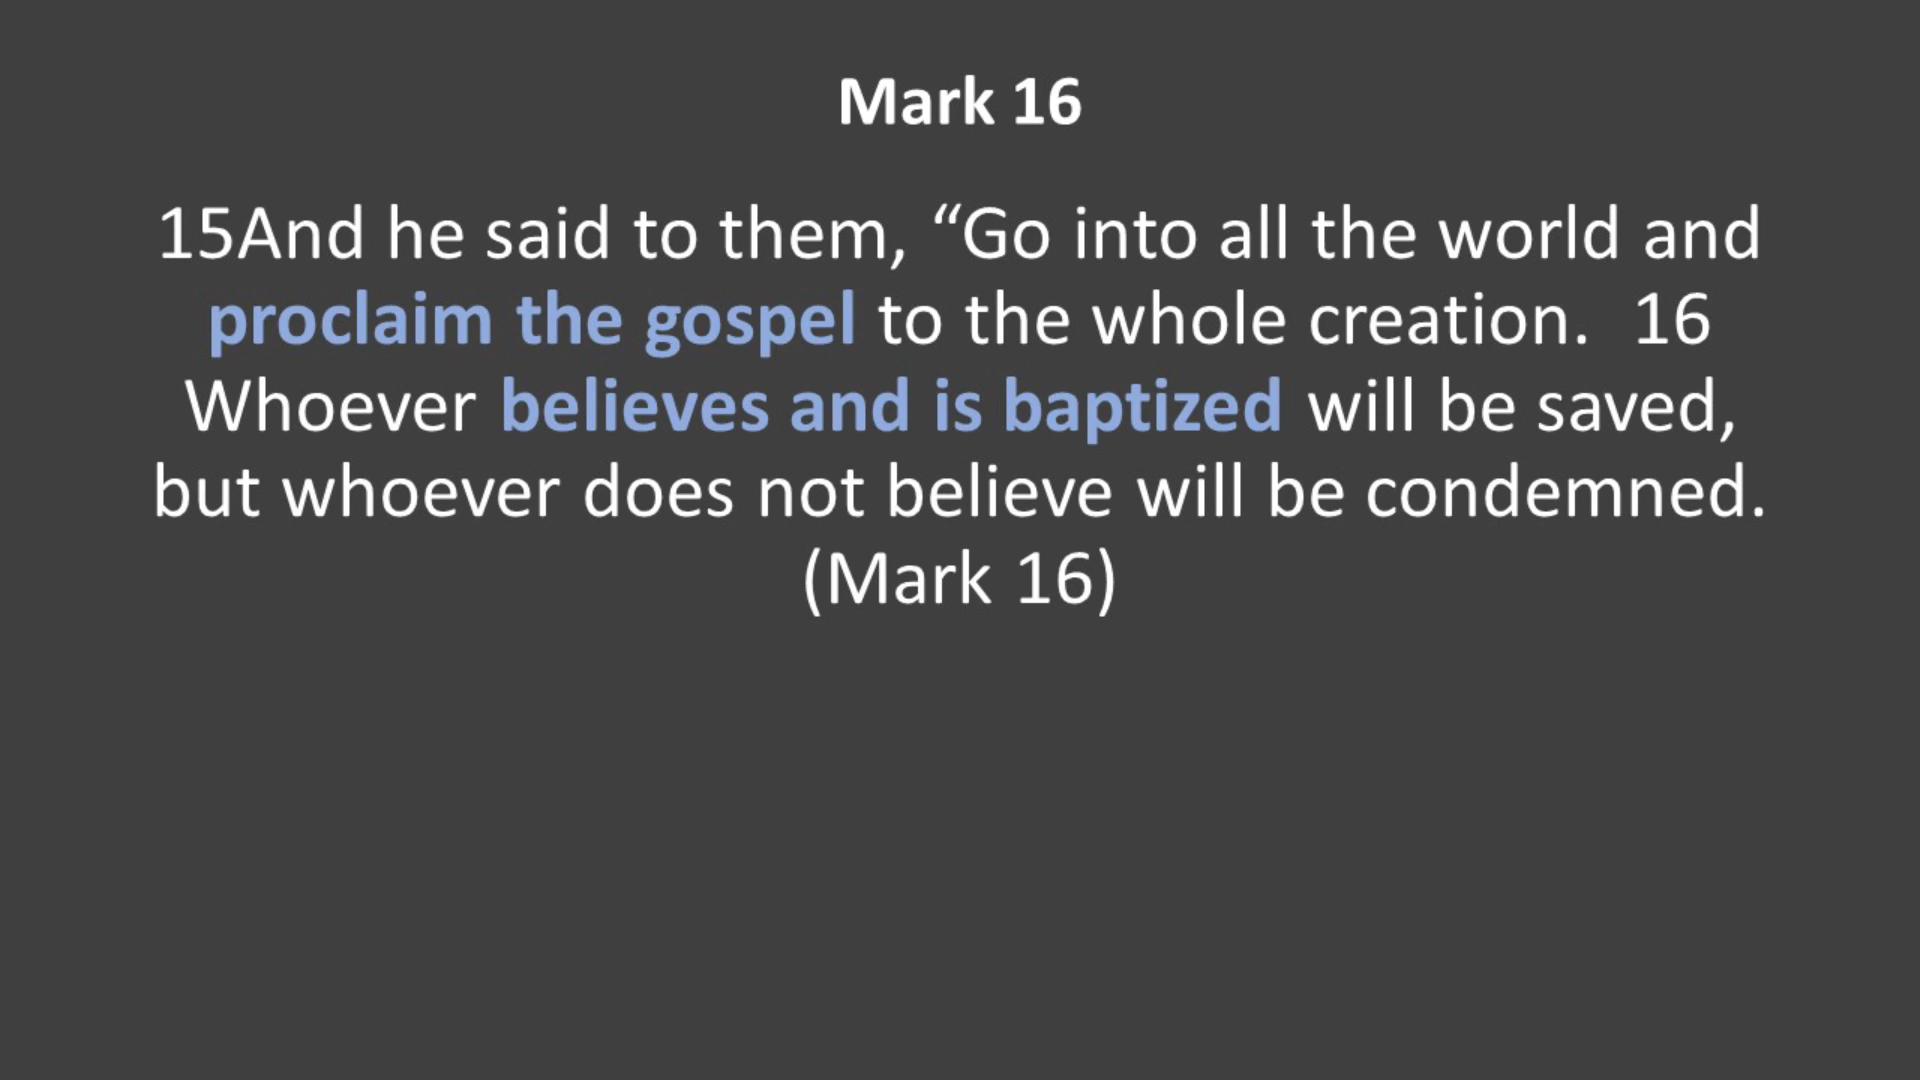 Mark 16
15And he said to them, “Go into all the world and
proclaim the gospel to the whole creation.  16
Whoever believes and is baptized will be saved,
but whoever does not believe will be condemned.
(Mark 16)